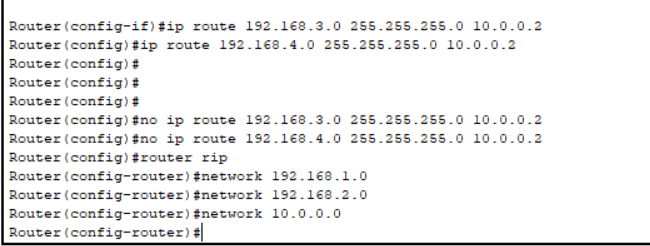 Router(config-if)#ip route 192.168.3.0 255.255.255.0 10.0.0.2
Router(config)#ip route 192.168.4.0 255.255.255.0 10.0.0.2
Router(config)#
Router(config)#
Router(config)#
Router(config)#no ip route 192.168.3.0 255.255.255.0 10.0.0.2
Router(config)#no ip route 192.168.4.0 255.255.255.0 10.0.0.2
Router(config)#router rip
Router(config-router)#network 192.168.1.0
Router(config-router)#network 192.168.2.0
Router(config-router)#network 10.0.0.0
Router(config-router)#